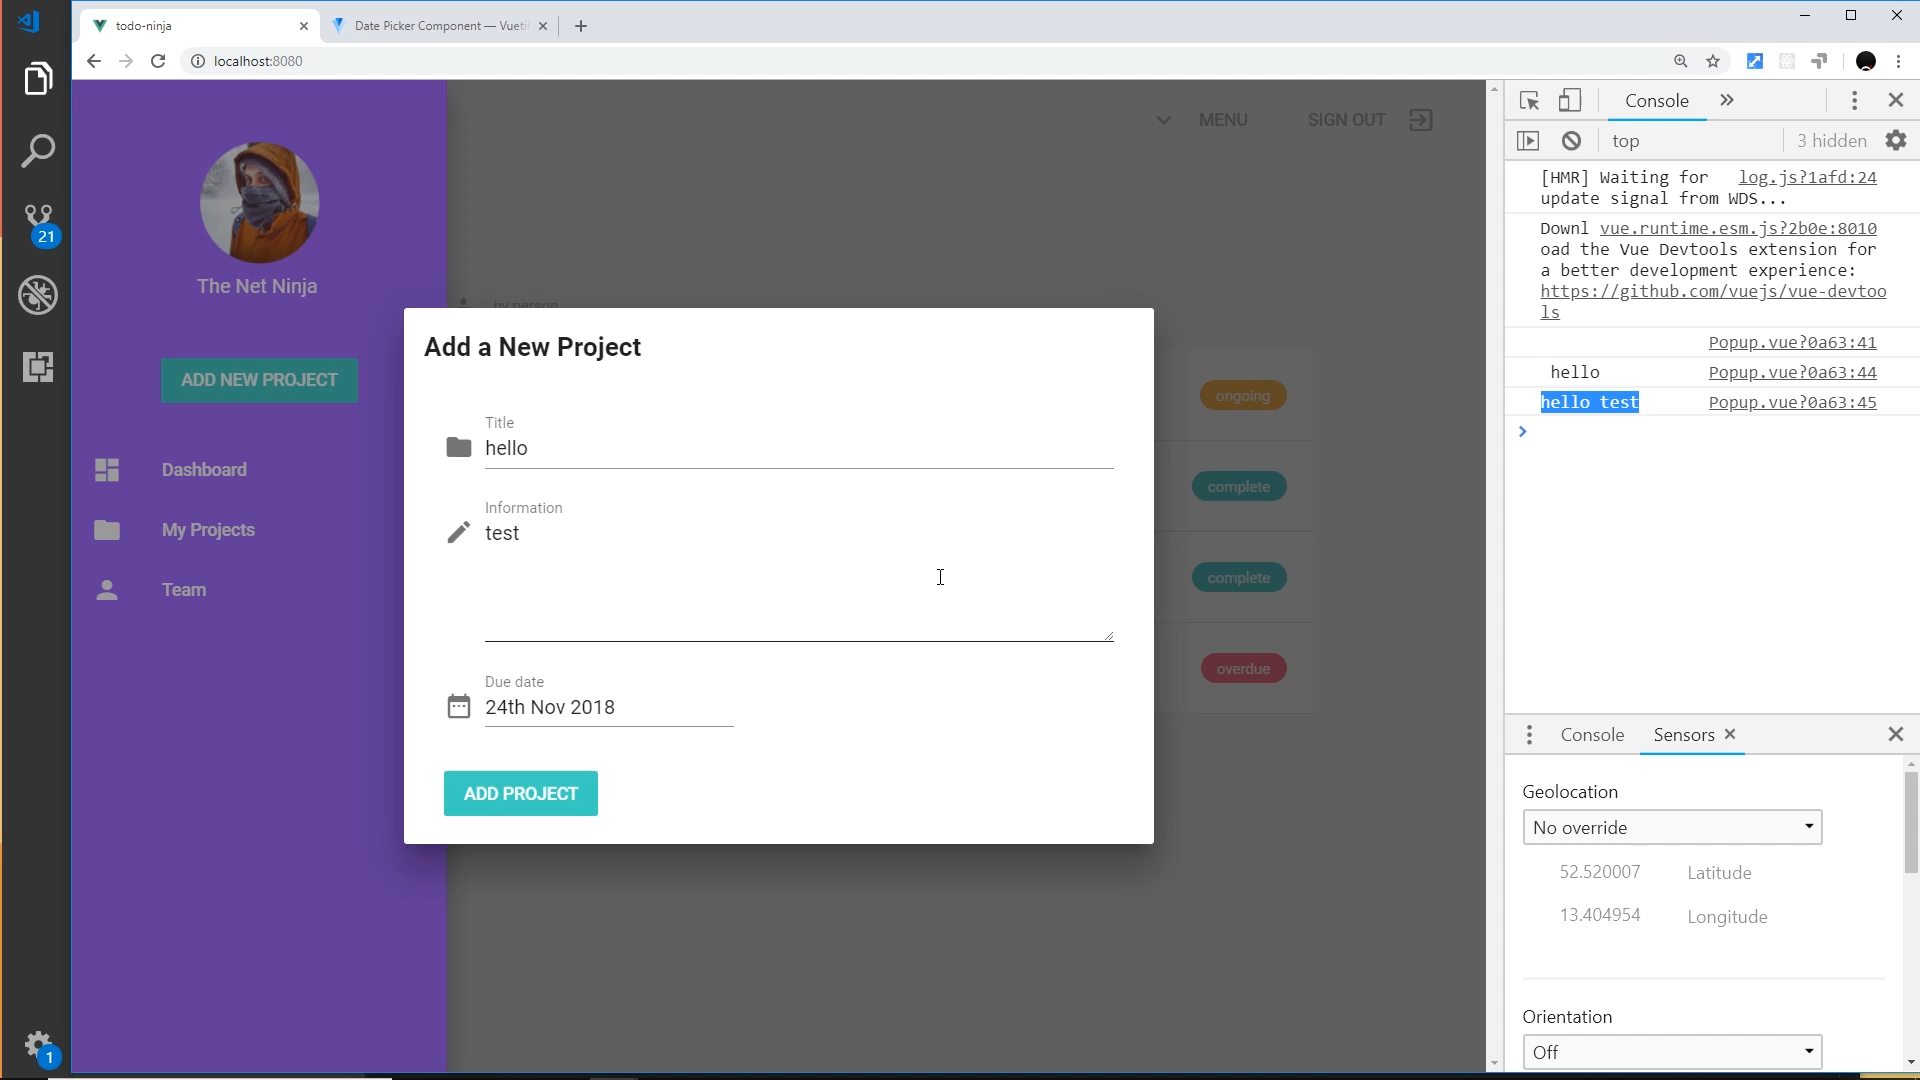 todo-ninja
Date Picker Component — Vueti
localhost:8080
21
1
The Net Ninja
ADD NEW PROJECT
Dashboard
My Projects
Team
MENU
SIGN OUT
by person
ongoing
complete
complete
overdue
Add a New Project
Title
hello
Information
test
Due date
24th Nov 2018
ADD PROJECT
Console
top
3 hidden
[HMR] Waiting for log.js?1afd:24
update signal from WDS...
Downl vue.runtime.esm.js?2b0e:8010
oad the Vue Devtools extension for
a better development experience:
https://github.com/vuejs/vue-devtoo
ls
Popup.vue?0a63:41
hello Popup.vue?0a63:44
hello test Popup.vue?0a63:45
Console
Sensors
Geolocation
No override
52.520007 Latitude
13.404954 Longitude
Orientation
Off